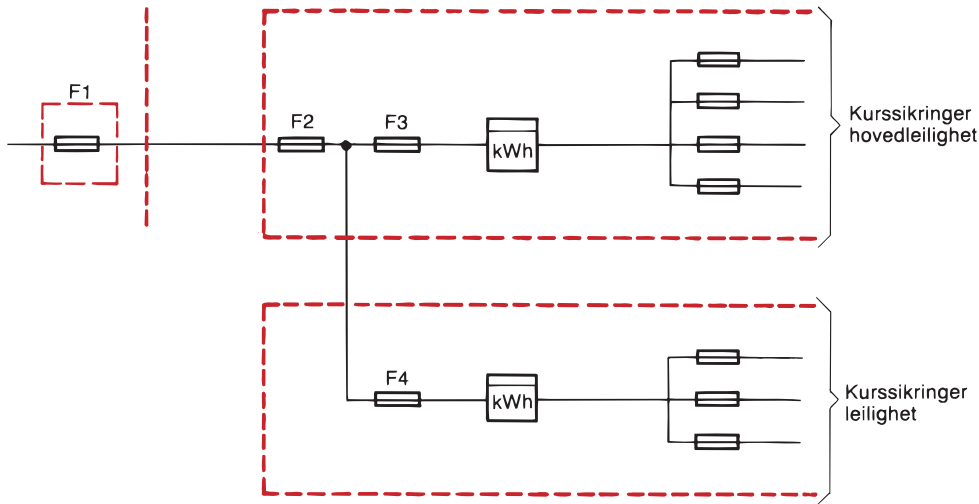 F1
F2
F3
kWh
Kurssikringer
hovedleilighet
F4
kWh
Kurssikringer
leilighet